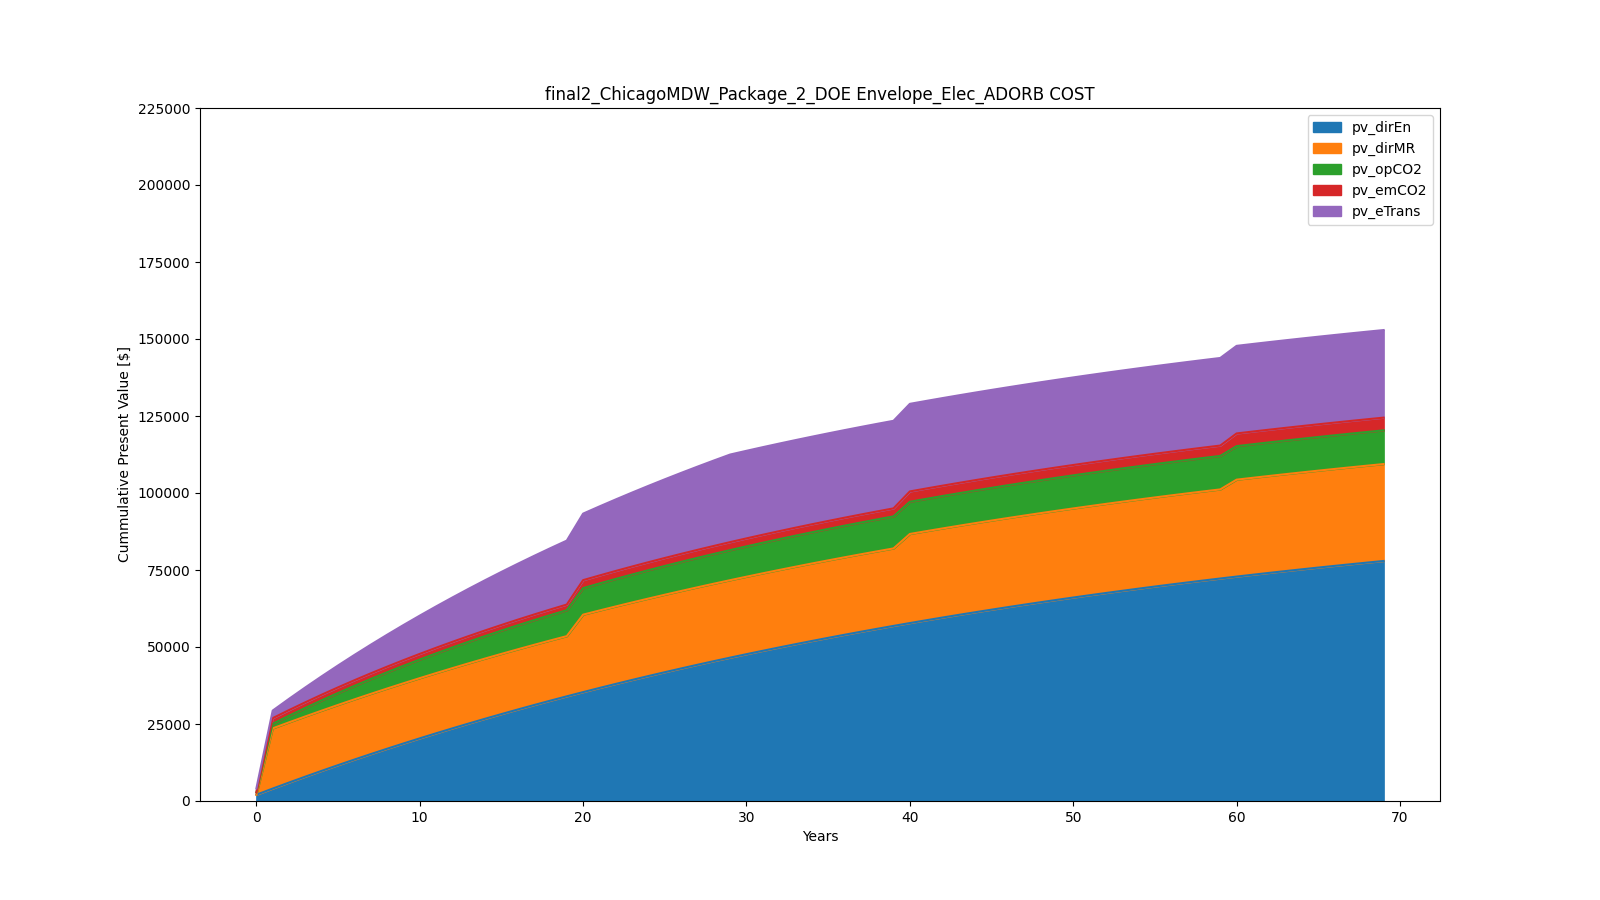 final2_ChicagoMDW_Package_2_DOE Envelope_Elec_ADORB COST
225000
200000
175000
150000
125000
100000
75000
50000
25000
0
Cummulative Present Value [$]
pv_dirEn
pv_dirMR
pv_opCO2
pv_emCO2
pv_eTrans
0 10 20 30 40 50 60 70
Years